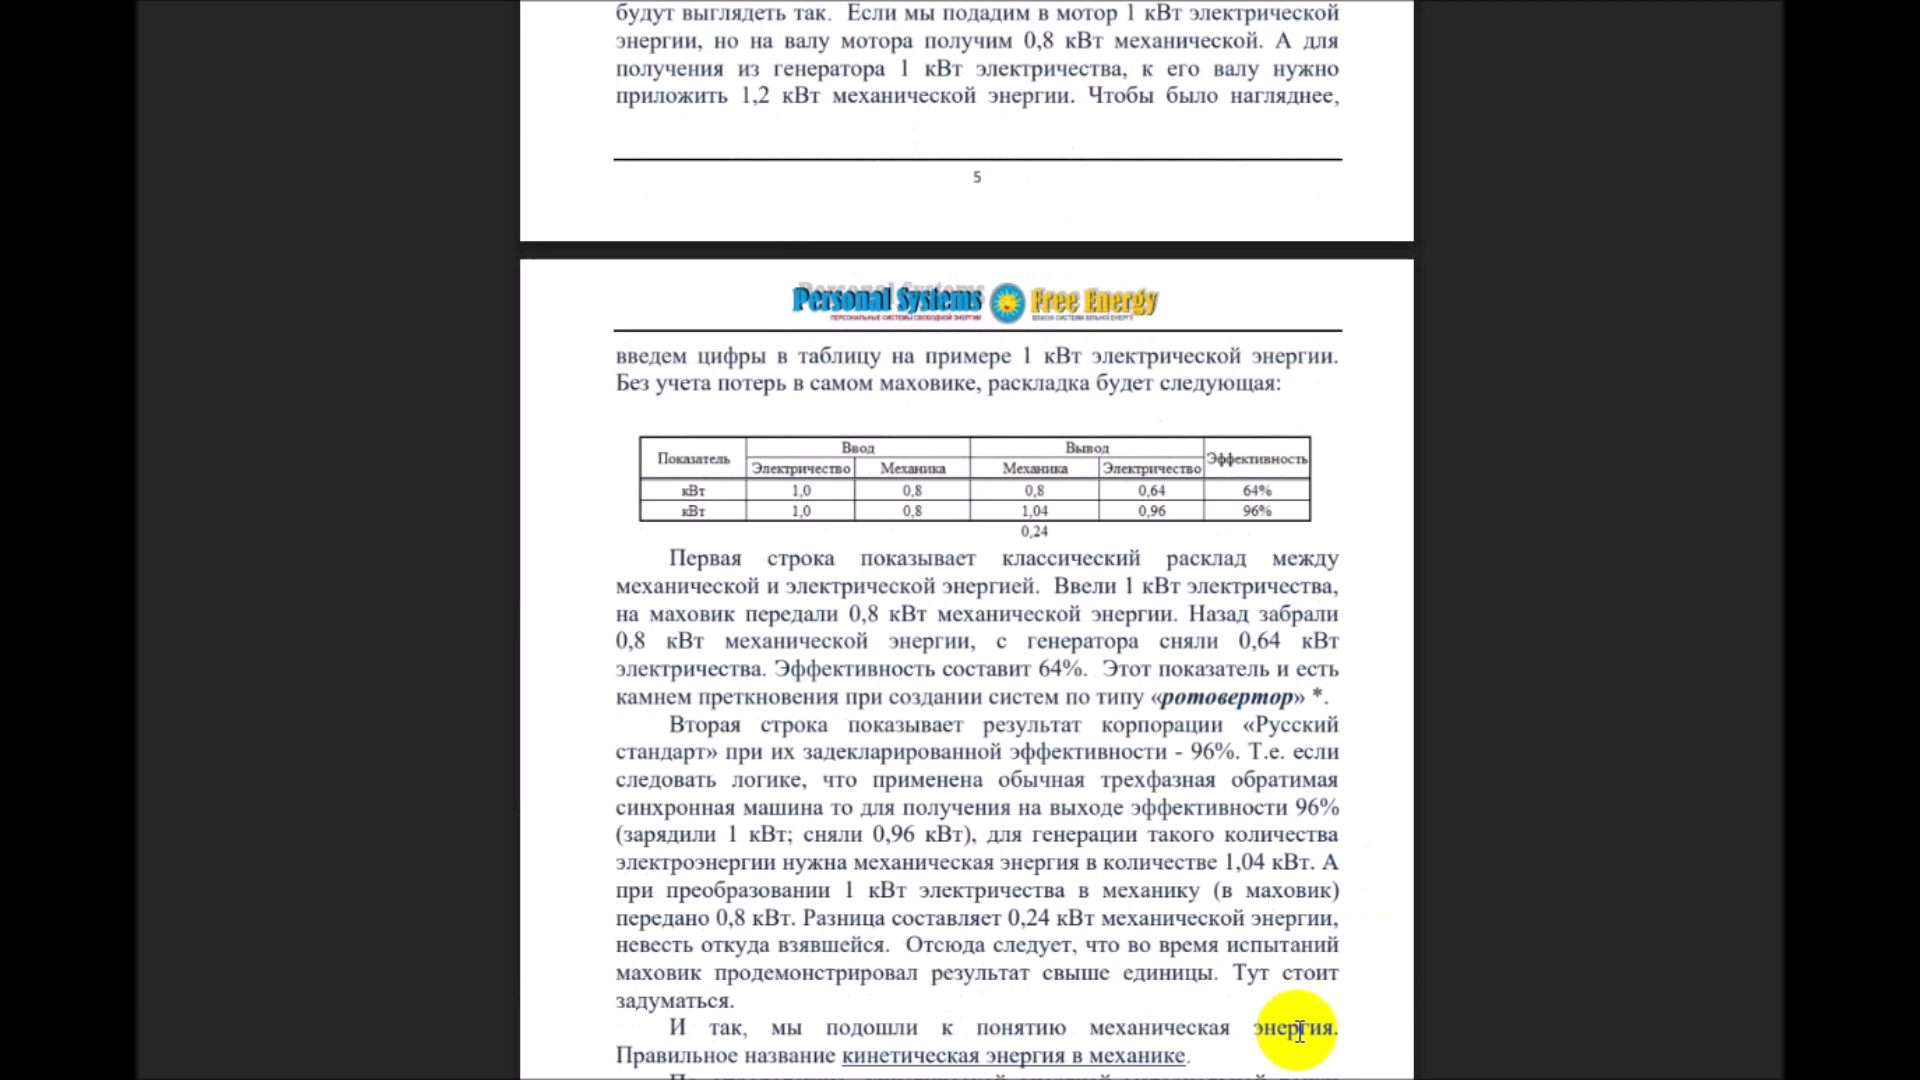 будут выглядеть так. Если мы подадим в мотор 1 кВт электрической
энергии, но на валу мотора получим 0,8 кВт механической. А для
получения из генератора 1 кВт электричества, к его валу нужно
приложить 1,2 кВт механической энергии. Чтобы было нагляднее,
5
Personal Systems Free Energy
ПЕРСОНАЛЬНЫЕ СИСТЕМЫ СВОБОДНОЙ ЭНЕРГИИ
введем цифры в таблицу на примере 1 кВт электрической энергии.
Без учета потерь в самом маховике, раскладка будет следующая:
Показатель Ввод Вывод Эффективность
Электричество Механика Механика Электричество
кВт 1,0 0,8 0,8 0,64 64%
кВт 1,0 0,8 1,04 0,96 96%
0,24
Первая строка показывает классический расклад между
механической и электрической энергией. Ввели 1 кВт электричества,
на маховик передали 0,8 кВт механической энергии. Назад забрали
0,8 кВт механической энергии, с генератора сняли 0,64 кВт
электричества. Эффективность составит 64%. Этот показатель и есть
камнем преткновения при создании систем по типу «ротовертор» *.
Вторая строка показывает результат корпорации «Русский
стандарт» при их задекларированной эффективности - 96%. Т.е. если
следовать логике, что применена обычная трехфазная обратимая
синхронная машина то для получения на выходе эффективности 96%
(зарядили 1 кВт; сняли 0,96 кВт), для генерации такого количества
электроэнергии нужна механическая энергия в количестве 1,04 кВт. А
при преобразовании 1 кВт электричества в механику (в маховик)
передано 0,8 кВт. Разница составляет 0,24 кВт механической энергии,
невесть откуда взявшейся. Отсюда следует, что во время испытаний
маховик продемонстрировал результат свыше единицы. Тут стоит
задуматься.
И так, мы подошли к понятию механическая энергия.
Правильное название кинетическая энергия в механике.